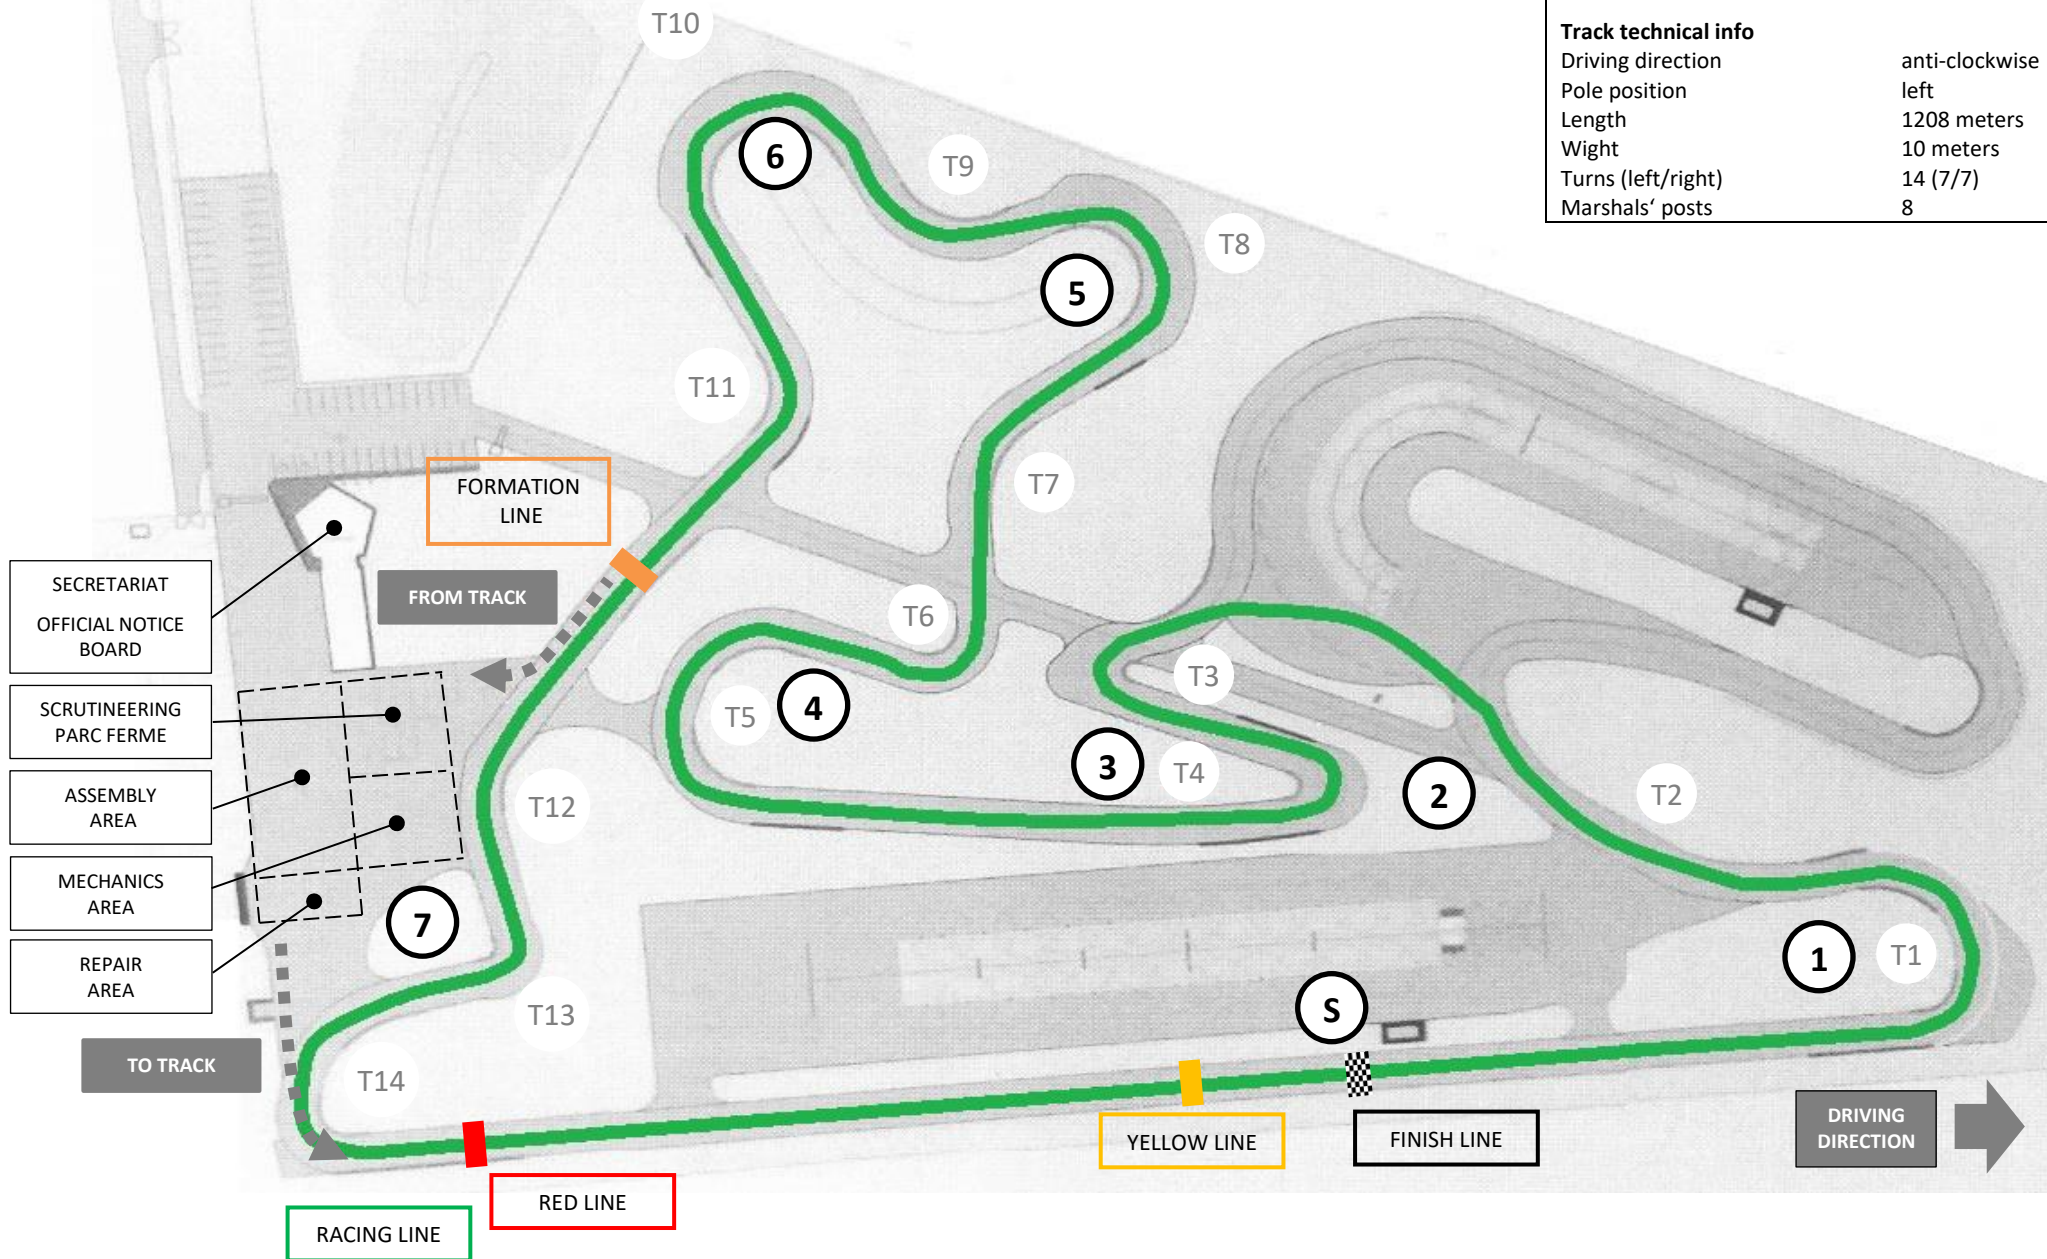 T10
Track technical info
Driving direction anti-clockwise
Pole position left
Length 1208 meters
Wight 10 meters
Turns (left/right) 14 (7/7)
Marshals‘ posts 8
6
T9
T8
5
T11
T7
FORMATION
LINE
FROM TRACK
SECRETARIAT
OFFICIAL NOTICE
BOARD
T6
T3
SCRUTINEERING
PARC FERME
T5
4
3
T4
2
T2
ASSEMBLY
AREA
T12
MECHANICS
AREA
7
REPAIR
AREA
1
T1
S
T13
TO TRACK
T14
YELLOW LINE
FINISH LINE
DRIVING
DIRECTION
RED LINE
RACING LINE